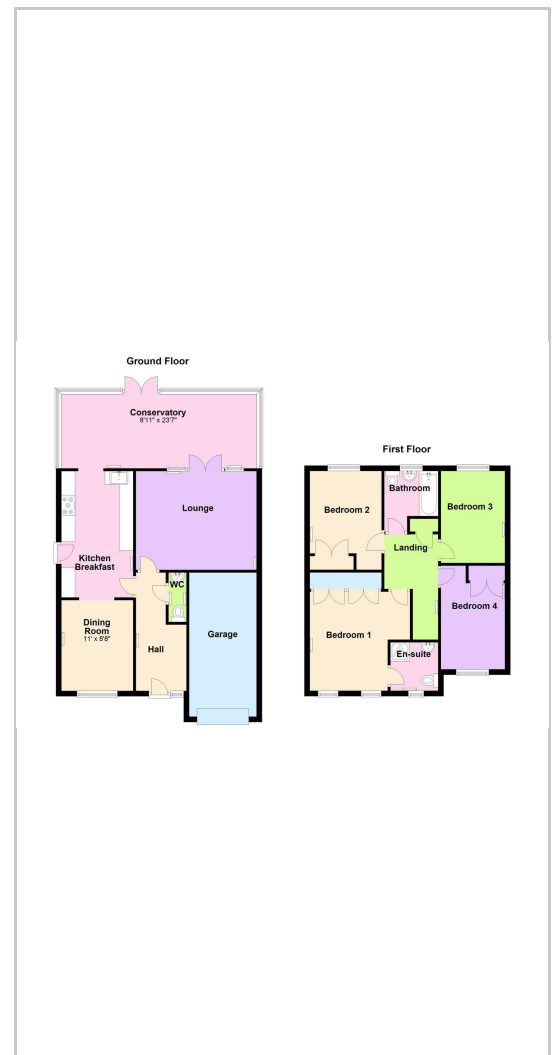 Ground Floor
Conservatory
8'11" x 23'7"
Lounge
Kitchen
Breakfast
WC
Dining
Room
11' x 8'8"
Hall
Garage
First Floor
Bedroom 2
Bathroom
Bedroom 3
Landing
Bedroom 1
Bedroom 4
En-suite